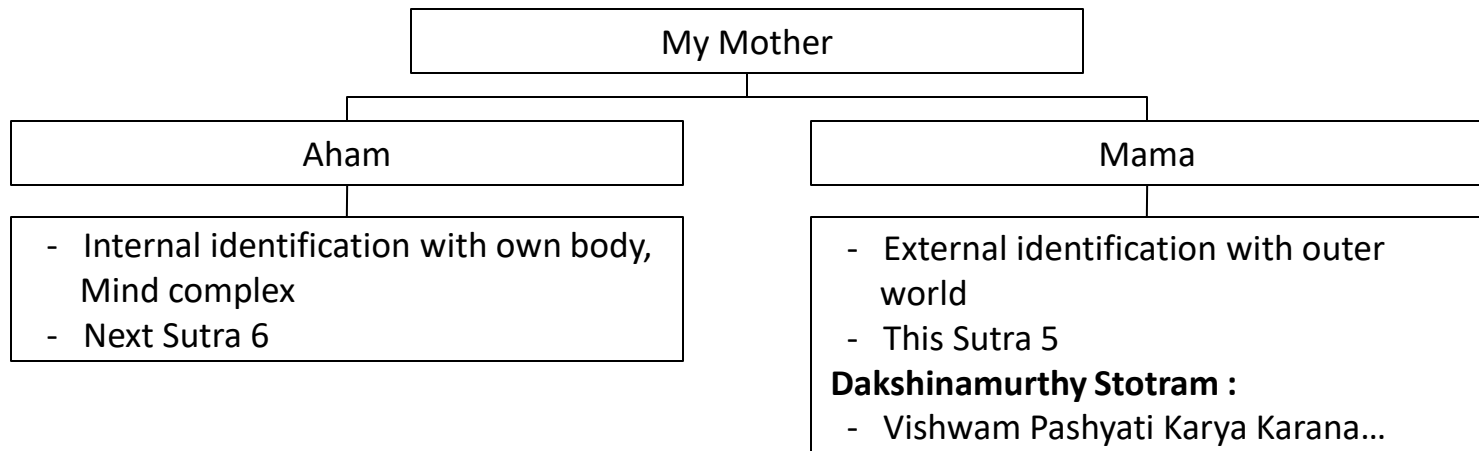 My Mother
Aham
Mama
- Internal identification with own body,
Mind complex
- Next Sutra 6
- External identification with outer
world
- This Sutra 5
Dakshinamurthy Stotram :
- Vishwam Pashyati Karya Karana...